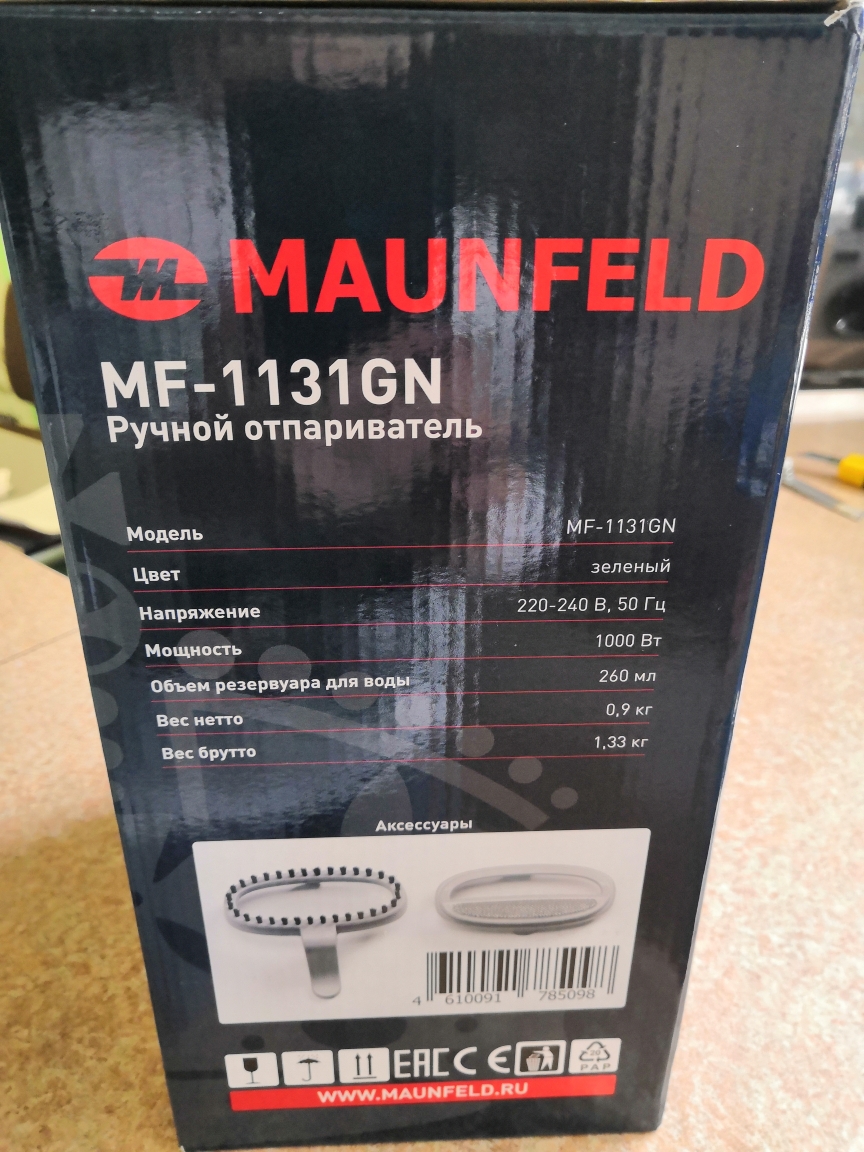 MAUNFELD
MF-1131GN
Ручной отпариватель
Модель MF-1131GN
Цвет зеленый
Напряжение 220-240 В, 50 Гц
Мощность 1000 Вт
Объем резервуара для воды 260 мл
Вес нетто 0,9 кг
Вес брутто 1,33 кг
Аксессуары
4 610091 785098
EAC CE
20
PAP
WWW.MAUNFELD.RU